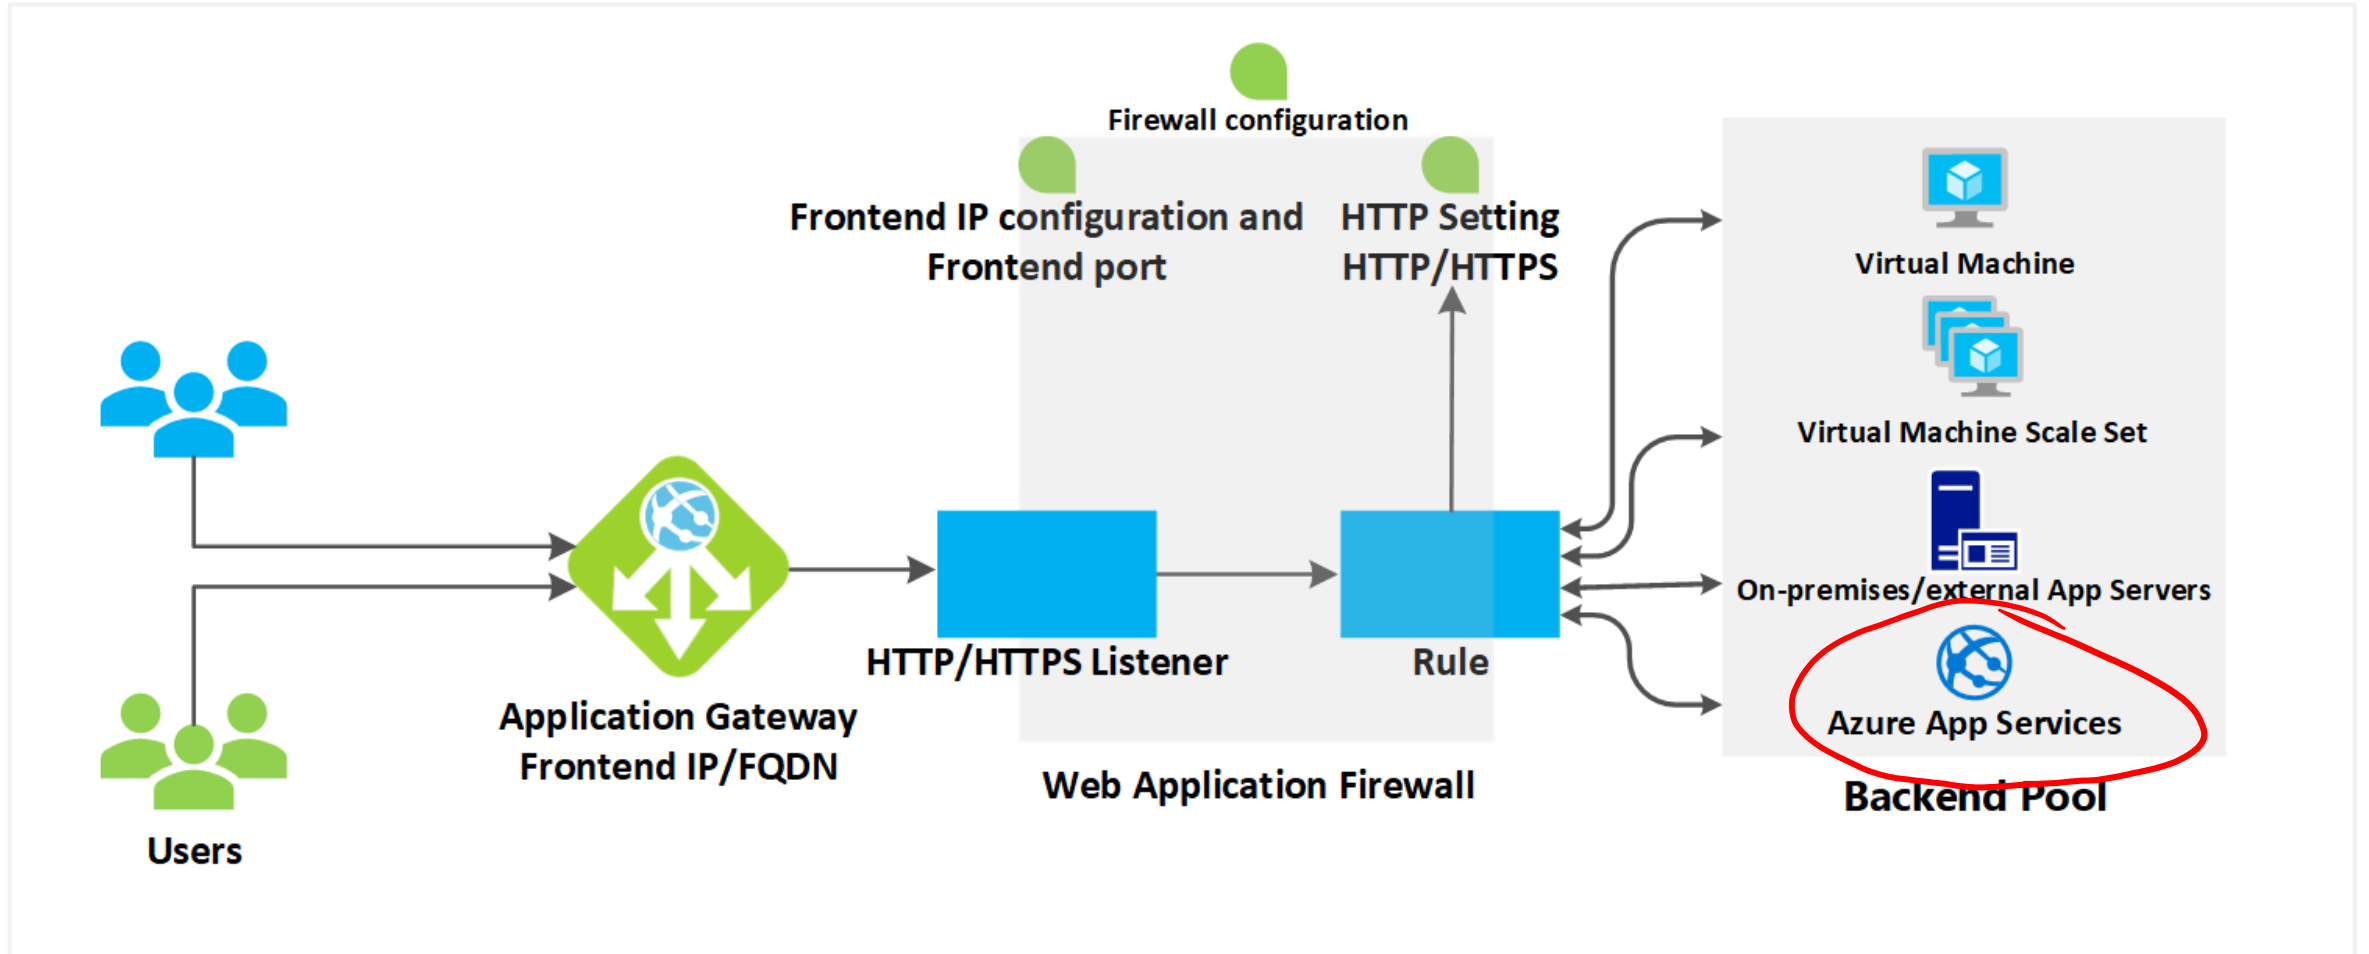 Firewall configuration
Frontend IP configuration and
Frontend port
HTTP Setting
HTTP/HTTPS
Virtual Machine
Virtual Machine Scale Set
On-premises/external App Servers
Azure App Services
Backend Pool
HTTP/HTTPS Listener
Rule
Application Gateway
Frontend IP/FQDN
Web Application Firewall
Users